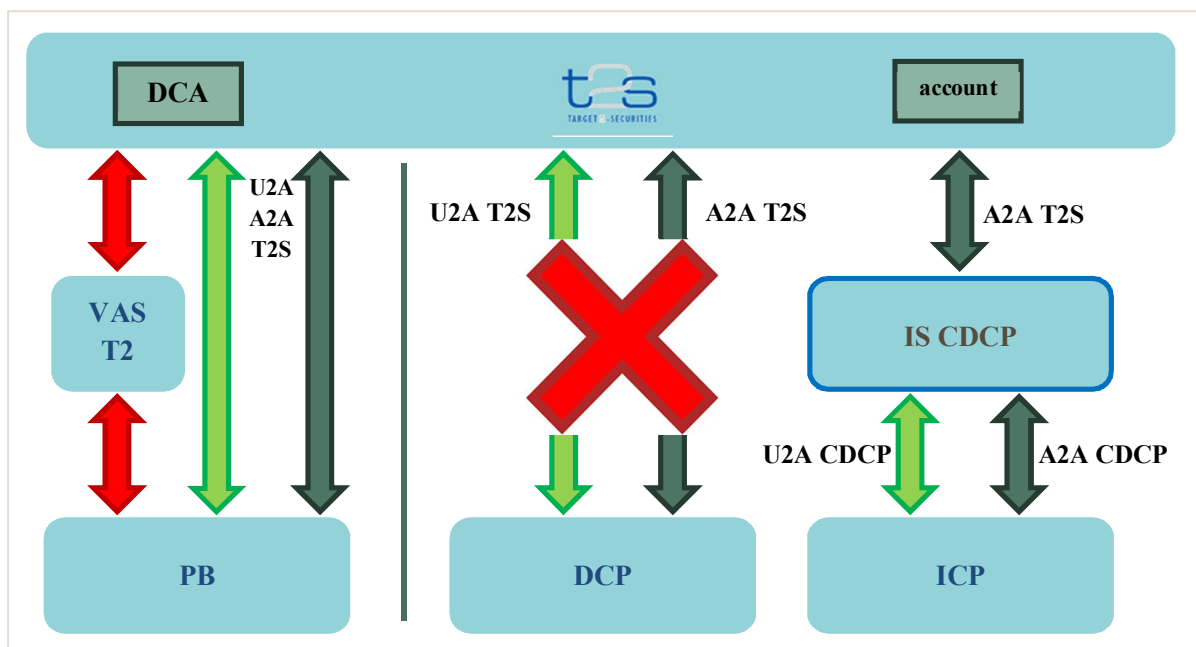 DCA
t2s
TARGET2-SECURITIES
account
U2A
A2A
T2S
U2A T2S
A2A T2S
A2A T2S
VAS
T2
IS CDCP
U2A CDCP
A2A CDCP
PB
DCP
ICP